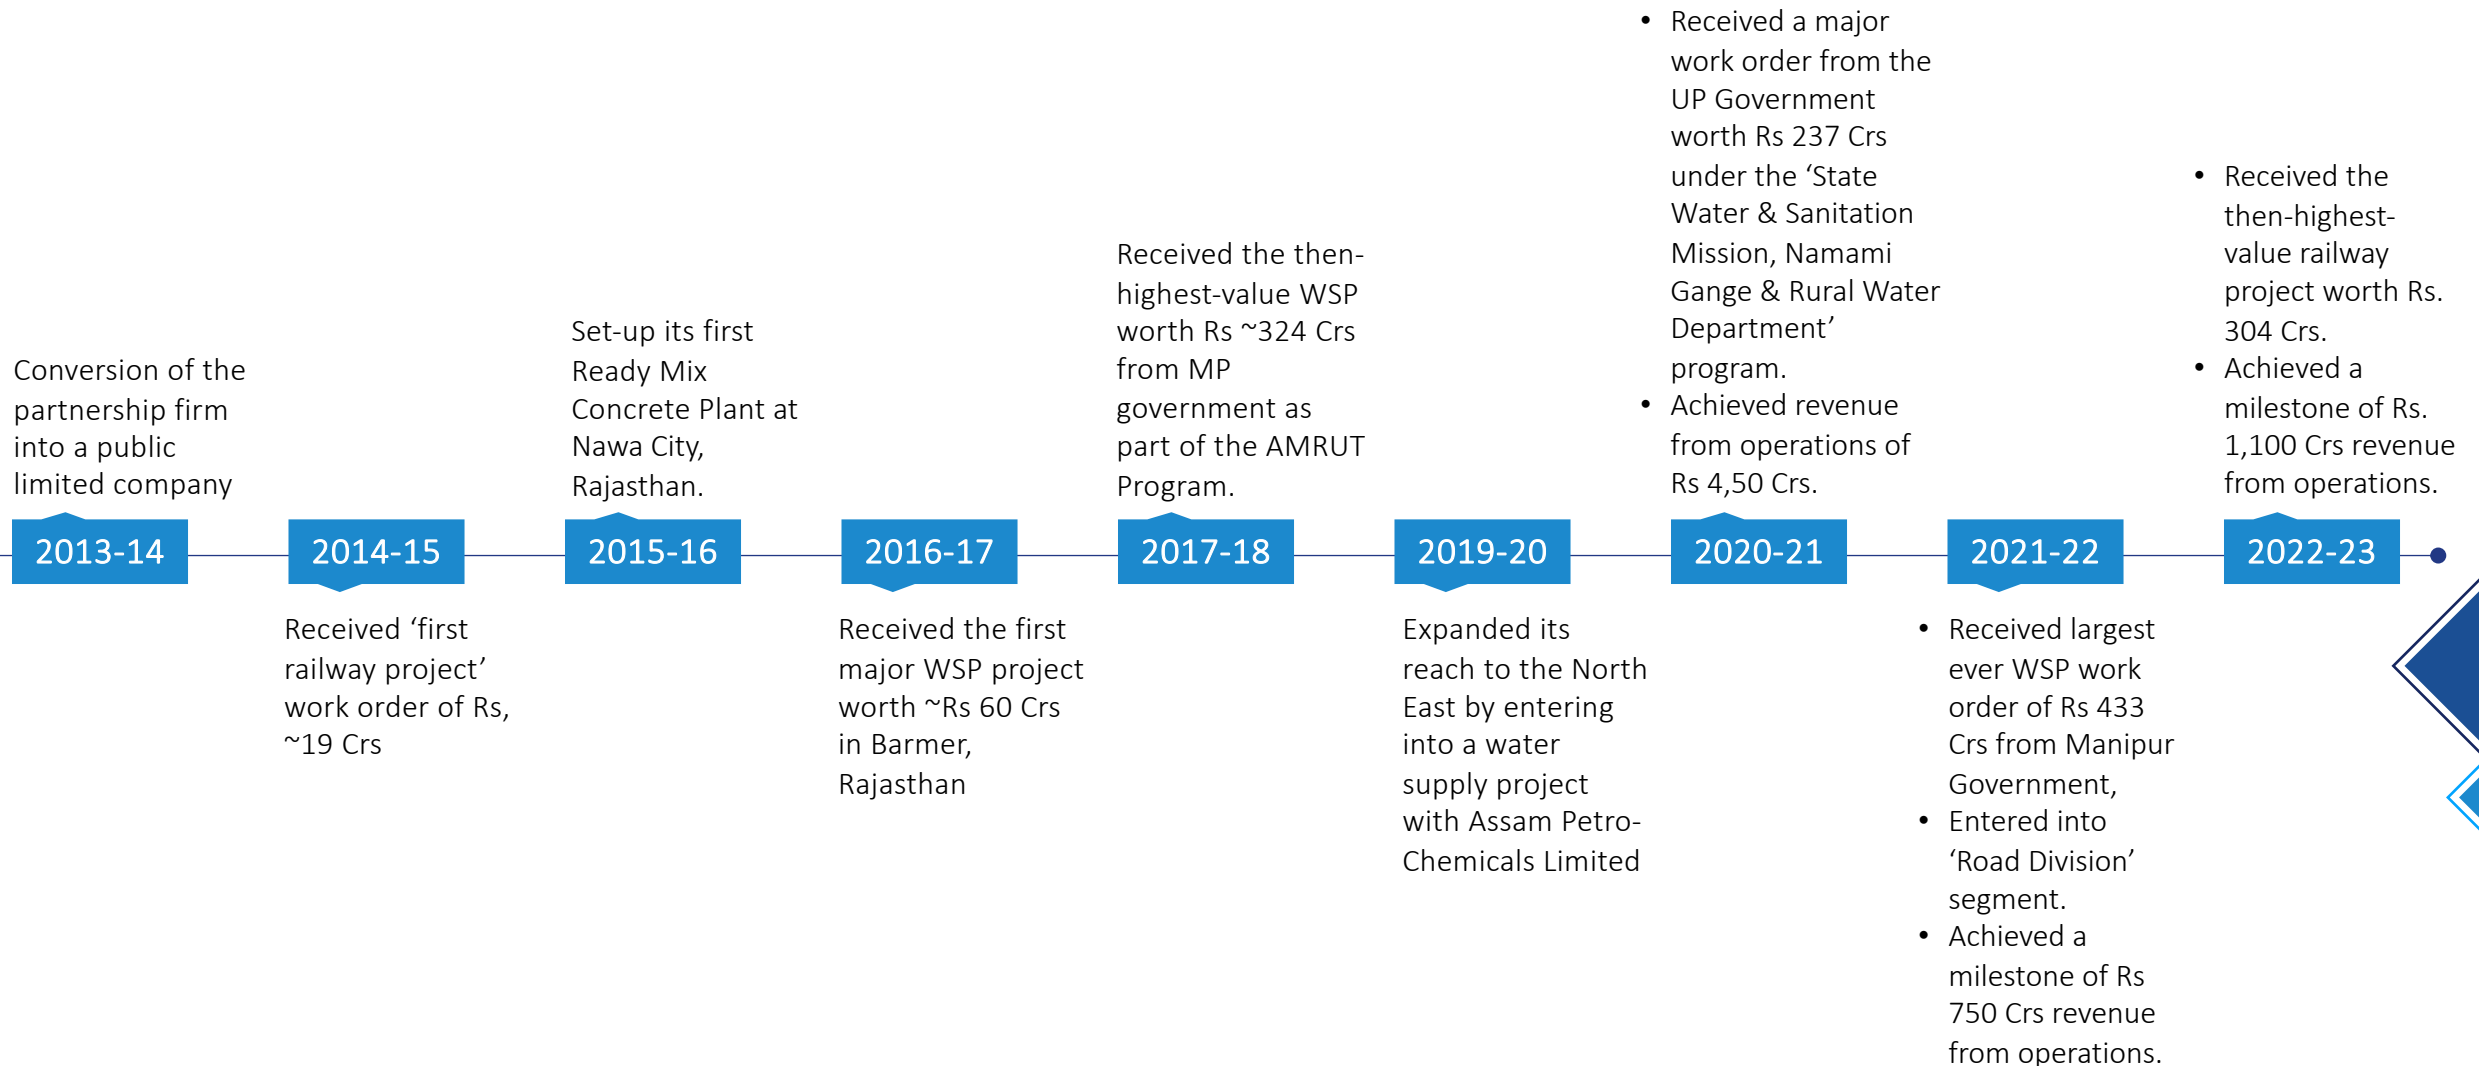 Conversion of the
partnership firm
into a public
limited company
2013-14
2014-15
Received ‘first
railway project’
work order of Rs,
~19 Crs
Set-up its first
Ready Mix
Concrete Plant at
Nawa City,
Rajasthan.
2015-16
2016-17
Received the first
major WSP project
worth ~Rs 60 Crs
in Barmer,
Rajasthan
Received the then-
highest-value WSP
worth Rs ~324 Crs
from MP
government as
part of the AMRUT
Program.
2017-18
2019-20
Expanded its
reach to the North
East by entering
into a water
supply project
with Assam Petro-
Chemicals Limited
• Received a major
work order from the
UP Government
worth Rs 237 Crs
under the ‘State
Water & Sanitation
Mission, Namami
Gange & Rural Water
Department’
program.
• Achieved revenue
from operations of
Rs 4,50 Crs.
2020-21
2021-22
• Received largest
ever WSP work
order of Rs 433
Crs from Manipur
Government,
• Entered into
‘Road Division’
segment.
• Achieved a
milestone of Rs
750 Crs revenue
from operations.
• Received the
then-highest-
value railway
project worth Rs.
304 Crs.
• Achieved a
milestone of Rs.
1,100 Crs revenue
from operations.
2022-23